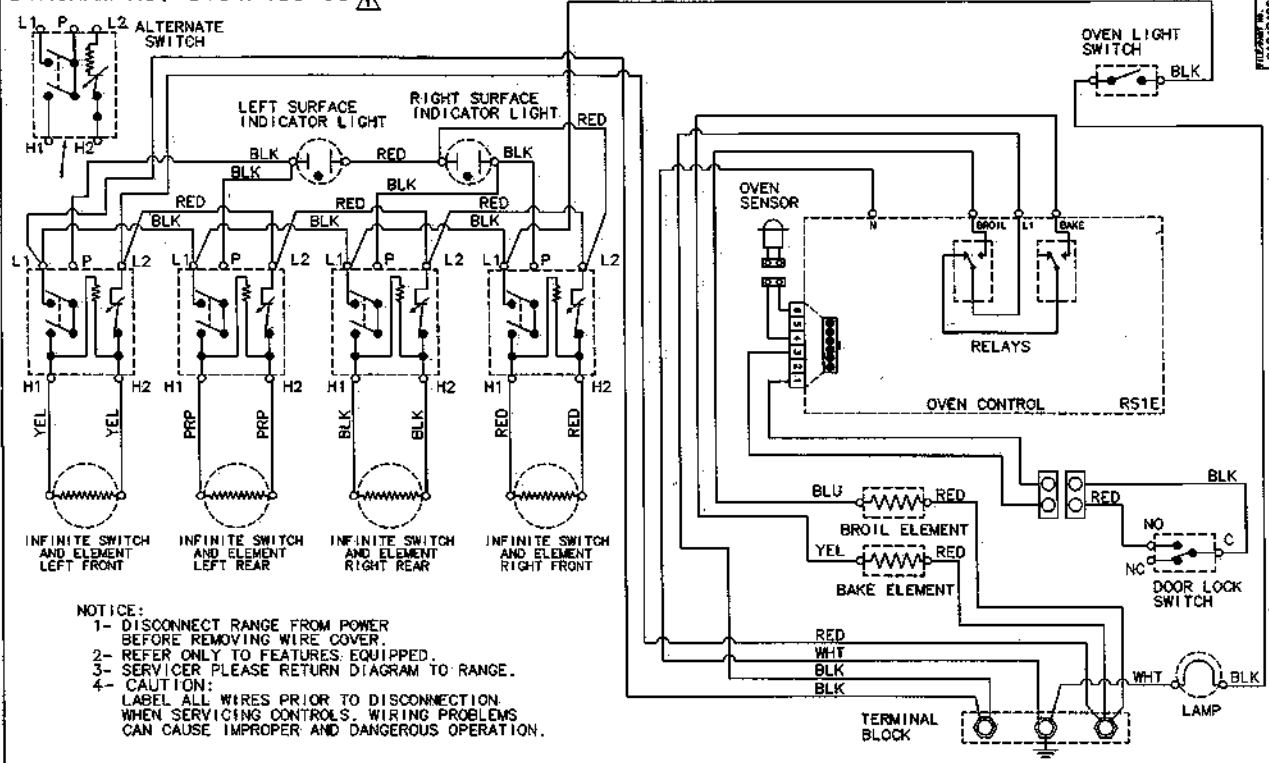 L1 P L2
ALTERNATE
SWITCH
H1 H2
LEFT SURFACE
INDICATOR LIGHT
RIGHT SURFACE
INDICATOR LIGHT
RED
BLK RED BLK
BLK BLK
RED RED RED
BLK BLK BLK
L1 P L2 L1 P L2 L1 P L2 L1 P L2
H1 H2 H1 H2 H1 H2 H1 H2
YEL YEL PRP PRP BLK BLK RED RED
INFINITE SWITCH
AND ELEMENT
LEFT FRONT
INFINITE SWITCH
AND ELEMENT
LEFT REAR
INFINITE SWITCH
AND ELEMENT
RIGHT REAR
INFINITE SWITCH
AND ELEMENT
RIGHT FRONT
NOTICE:
1- DISCONNECT RANGE FROM POWER
BEFORE REMOVING WIRE COVER.
2- REFER ONLY TO FEATURES EQUIPPED.
3- SERVICER PLEASE RETURN DIAGRAM TO RANGE.
4- CAUTION:
LABEL ALL WIRES PRIOR TO DISCONNECTION
WHEN SERVICING CONTROLS. WIRING PROBLEMS
CAN CAUSE IMPROPER AND DANGEROUS OPERATION.
OVEN LIGHT
SWITCH
BLK
OVEN
SENSOR
N BROIL L1 BAKE
RELAYS
6
5
4
3
2
1
OVEN CONTROL RS1E
BLU RED
BROIL ELEMENT
YEL RED
BAKE ELEMENT
BLK
RED
NO
C
NC
DOOR LOCK
SWITCH
RED
WHT
BLK
BLK
WHT BLK
LAMP
TERMINAL
BLOCK